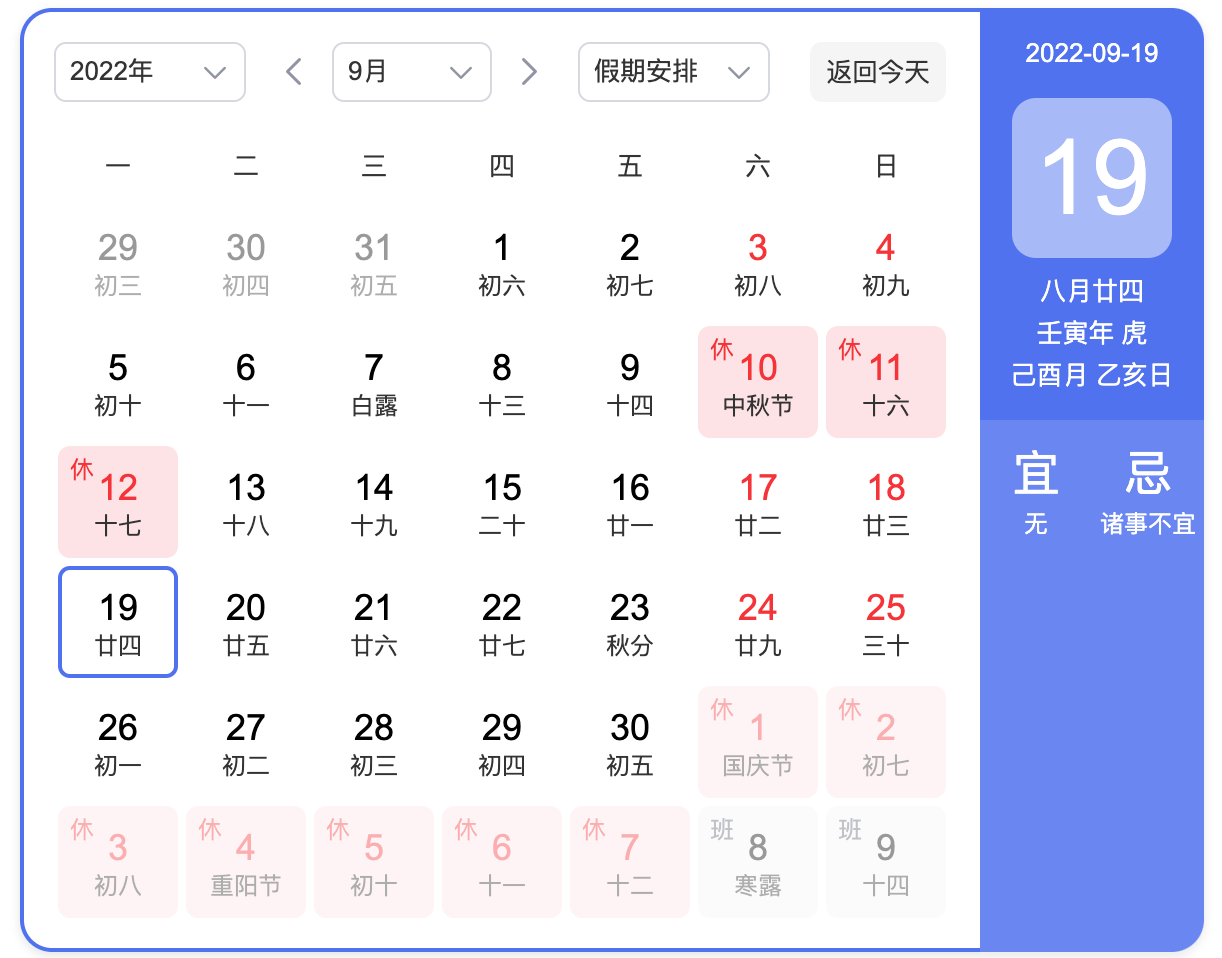 2022年 9月 假期安排 返回今天
一 二 三 四 五 六 日
29 30 31 1 2 3 4
初三 初四 初五 初六 初七 初八 初九
休 休
5 6 7 8 9 10 11
初十 十一 白露 十三 十四 中秋节 十六
休
12 13 14 15 16 17 18
十七 十八 十九 二十 廿一 廿二 廿三
19 20 21 22 23 24 25
廿四 廿五 廿六 廿七 秋分 廿九 三十
休 休
26 27 28 29 30 1 2
初一 初二 初三 初四 初五 国庆节 初七
休 休 休 休 休 班 班
3 4 5 6 7 8 9
初八 重阳节 初十 十一 十二 寒露 十四
2022-09-19
19
八月廿四
壬寅年 虎
己酉月 乙亥日
宜 忌
无 诸事不宜